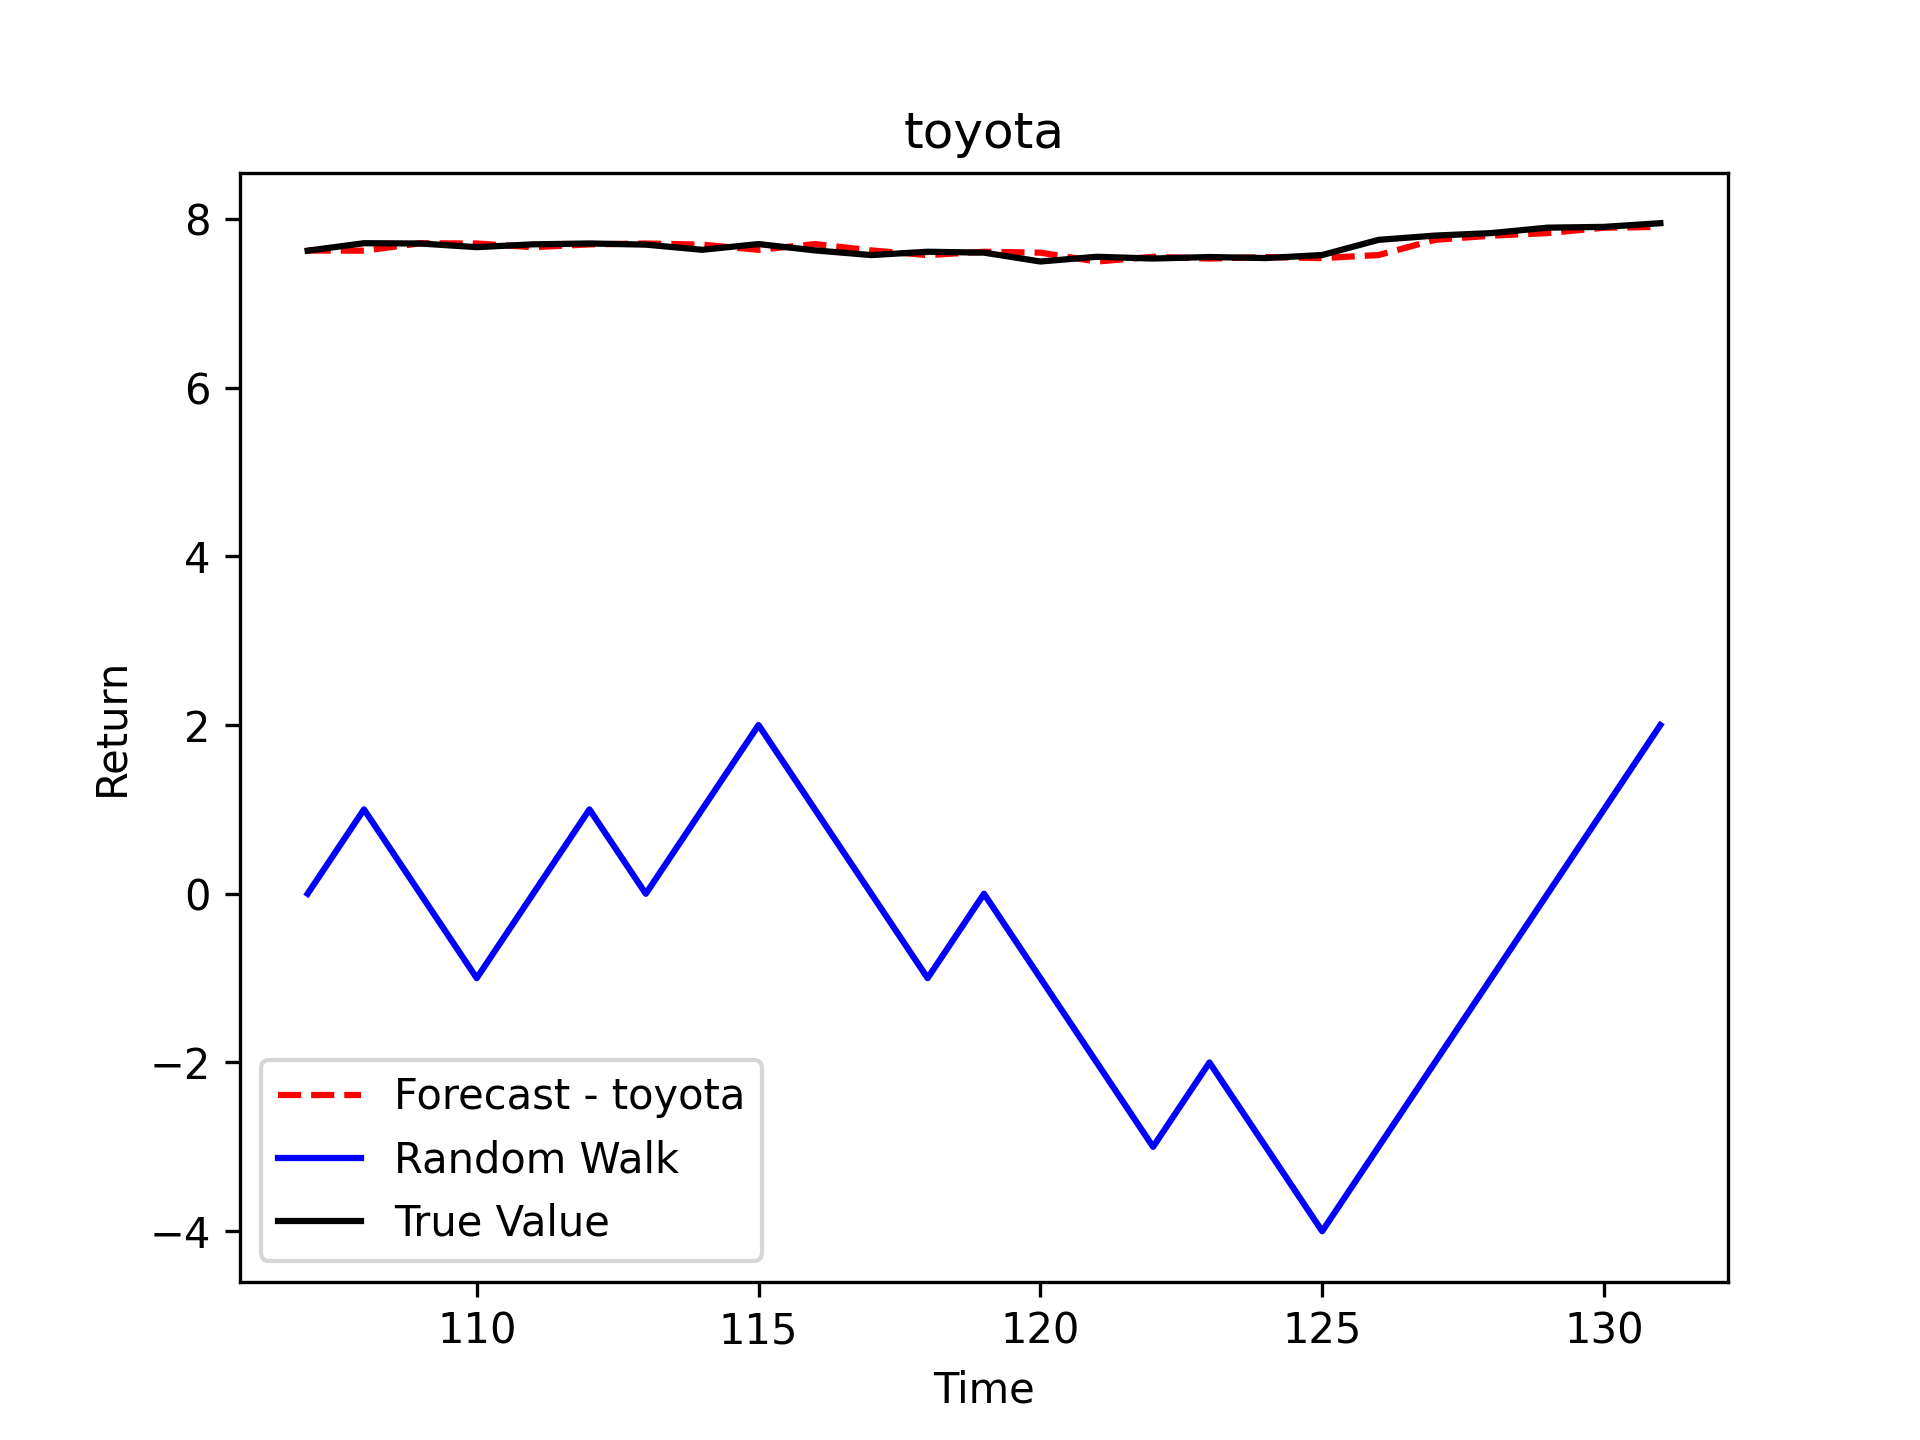 toyota
8
6
4
2
0
−2
−4
Return
Forecast - toyota
Random Walk
True Value
110 115 120 125 130
Time